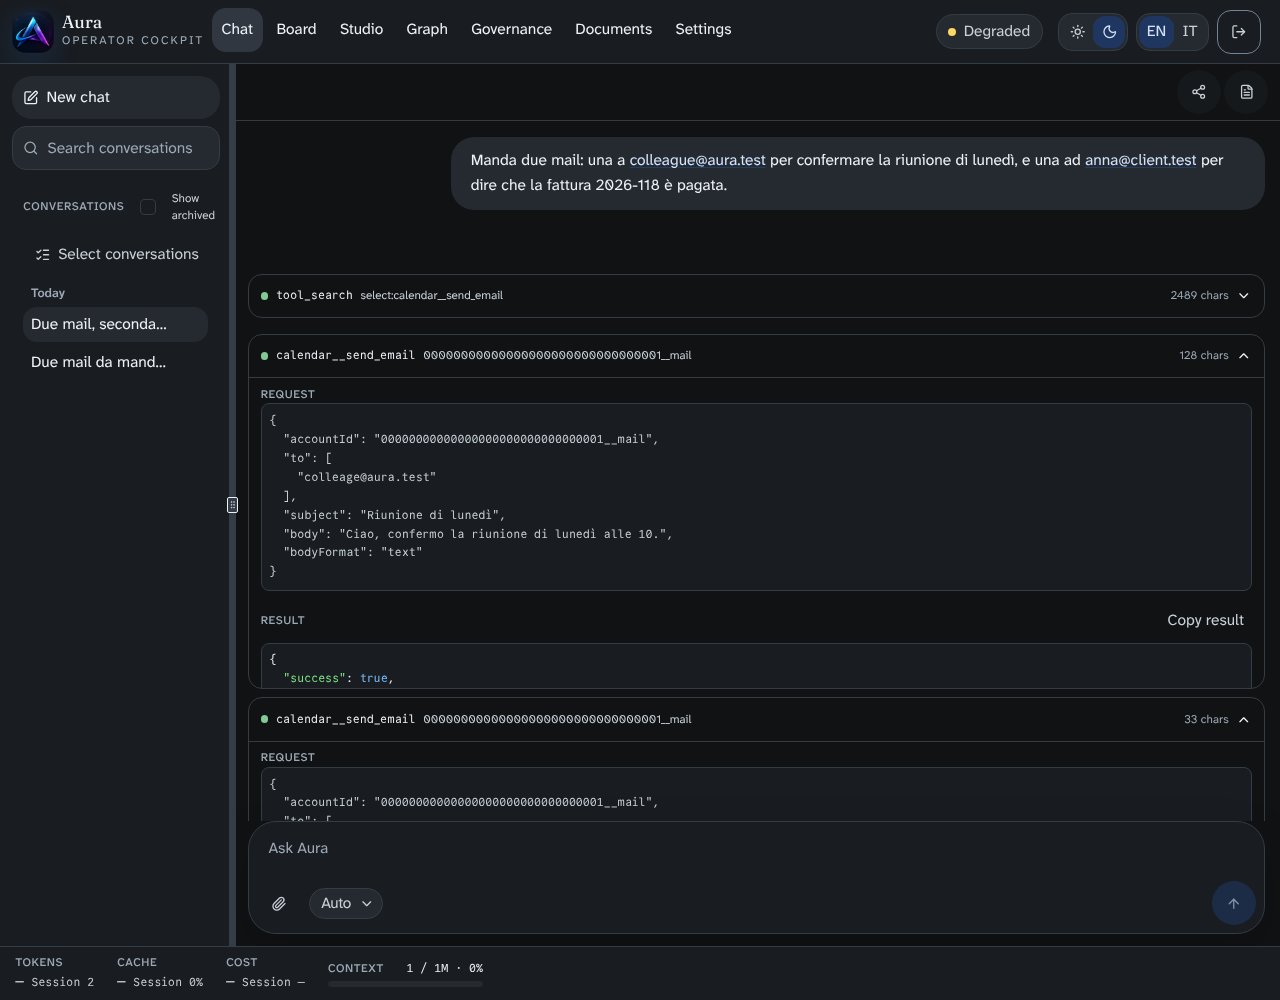 Aura
OPERATOR COCKPIT
Chat
Board
Studio
Graph
Governance
Documents
Settings
Degraded
EN
IT
New chat
Search conversations
CONVERSATIONS
Show archived
Select conversations
Today
Due mail, seconda...
Due mail da mand...
Manda due mail: una a colleague@aura.test per confermare la riunione di lunedì, e una ad anna@client.test per
dire che la fattura 2026-118 è pagata.
tool_search select:calendar__send_email
2489 chars
calendar__send_email 00000000000000000000000000000001__mail
128 chars
REQUEST
{
"accountId": "00000000000000000000000000000001__mail",
"to": [
"colleage@aura.test"
],
"subject": "Riunione di lunedì",
"body": "Ciao, confermo la riunione di lunedì alle 10.",
"bodyFormat": "text"
}
RESULT
Copy result
{
"success": true,
calendar__send_email 00000000000000000000000000000001__mail
33 chars
REQUEST
{
"accountId": "00000000000000000000000000000001__mail",
"to": [
Ask Aura
Auto
TOKENS
— Session 2
CACHE
— Session 0%
COST
— Session —
CONTEXT 1 / 1M · 0%